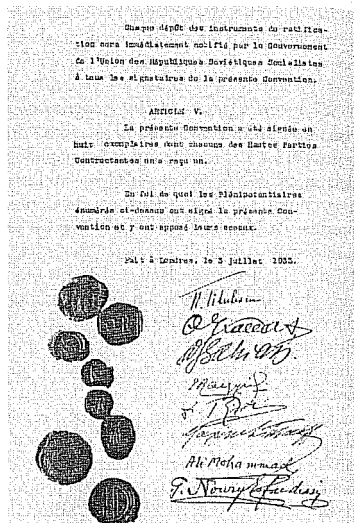 Chaque dépôt des instruments de ratifica-
tion sera immédiatement notifié par le Gouvernement
de l'Union des Républiques Soviétiques Socialistes
à tous les signataires de la présente Convention.
ARTICLE V.
La présente Convention a été signée en
huit exemplaires dont chacune des Hautes Parties
Contractantes en a reçu un.
En foi de quoi les Plénipotentiaires
énumérés ci-dessus ont signé la présente Con-
vention et y ont apposé leurs sceaux.
Fait à Londres, le 3 juillet 1933.
N. Titulescu
Ali Mohammad